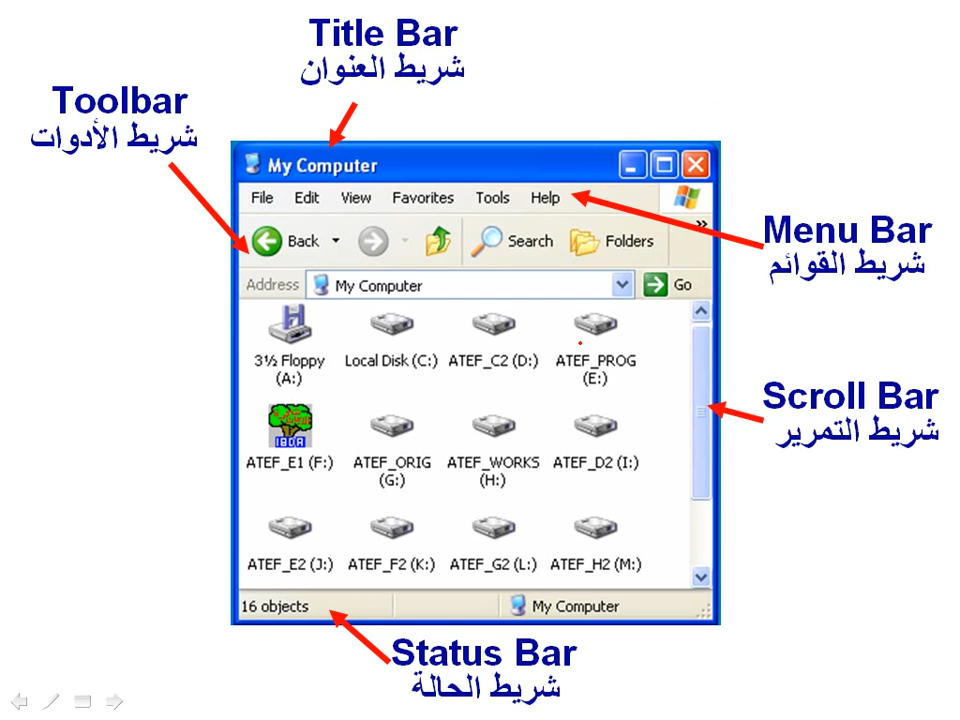 Title Bar
شريط العنوان
Toolbar
شريط الأدوات
My Computer
File Edit View Favorites Tools Help
Back Search Folders »
Menu Bar
شريط القوائم
Address My Computer Go
3½ Floppy (A:)
Local Disk (C:)
ATEF_C2 (D:)
ATEF_PROG (E:)
Scroll Bar
شريط التمرير
IBDA
ATEF_E1 (F:)
ATEF_ORIG (G:)
ATEF_WORKS (H:)
ATEF_D2 (I:)
ATEF_E2 (J:)
ATEF_F2 (K:)
ATEF_G2 (L:)
ATEF_H2 (M:)
16 objects My Computer
Status Bar
شريط الحالة